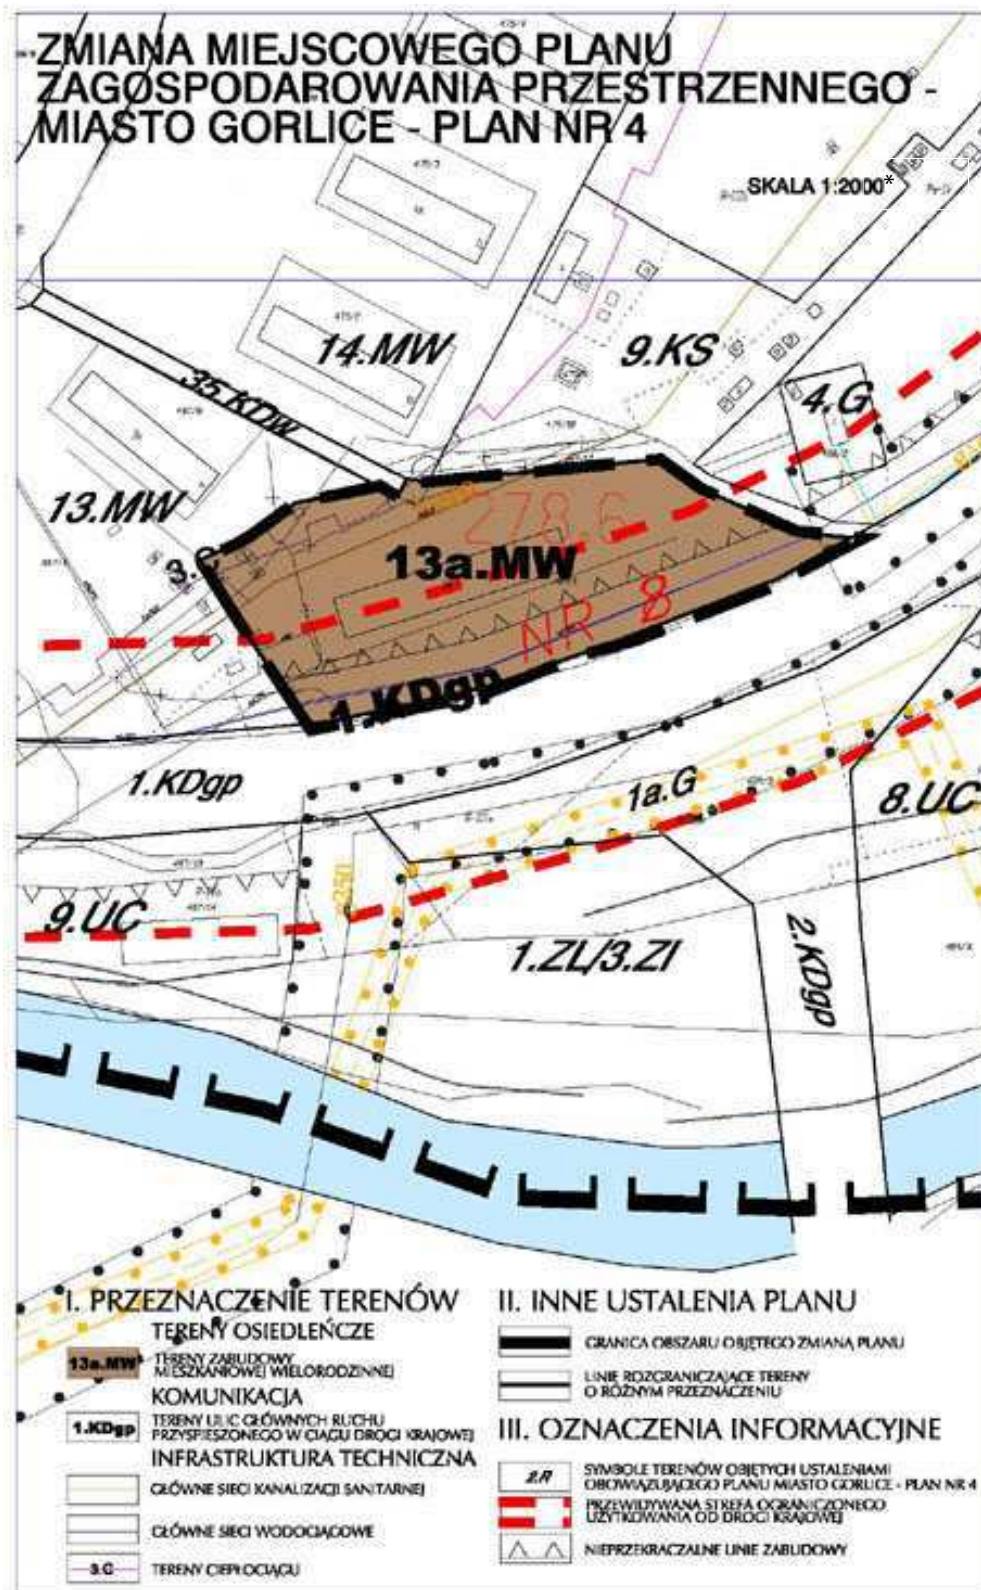 ZMIANA MIEJSCOWEGO PLANU
ZAGOSPODAROWANIA PRZESTRZENNEGO -
MIASTO GORLICE - PLAN NR 4
SKALA 1:2000*
14.MW
9.KS
35.KDw
4.G
13.MW
278.6
3.C
13a.MW
NR 8
1.KDgp
1.KDgp
1a.G
8.UC
9.UC
1.ZL/3.ZI
2.KDgp
I. PRZEZNACZENIE TERENÓW
TERENY OSIEDLEŃCZE
13a.MW
TERENY ZABUDOWY
MIESZKANIOWEJ WIELORODZINNEJ
KOMUNIKACJA
1.KDgp
TERENY ULIC GŁÓWNYCH RUCHU
PRZYSPIESZONEGO W CIĄGU DROGI KRAJOWEJ
INFRASTRUKTURA TECHNICZNA
GŁÓWNE SIECI KANALIZACJI SANITARNEJ
GŁÓWNE SIECI WODOCIĄGOWE
3.C
TERENY CIEPŁOCIĄGU
II. INNE USTALENIA PLANU
GRANICA OBSZARU OBJĘTEGO ZMIANĄ PLANU
LINIE ROZGRANICZAJĄCE TERENY
O RÓŻNYM PRZEZNACZENIU
III. OZNACZENIA INFORMACYJNE
2.R
SYMBOLE TERENÓW OBJĘTYCH USTALENIAMI
OBOWIĄZUJĄCEGO PLANU MIASTO GORLICE - PLAN NR 4
PRZEWIDYWANA STREFA OGRANICZONEGO
UŻYTKOWANIA OD DROGI KRAJOWEJ
NIEPRZEKRACZALNE LINIE ZABUDOWY